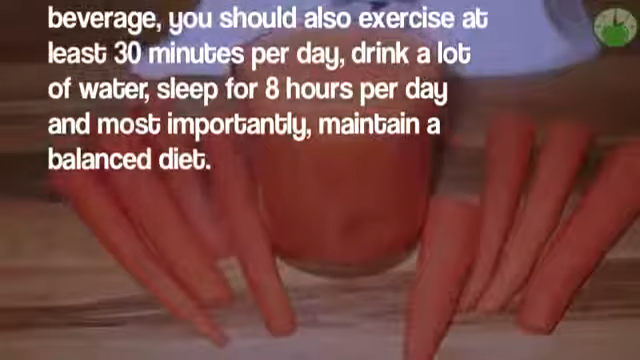 beverage, you should also exercise at
least 30 minutes per day, drink a lot
of water, sleep for 8 hours per day
and most importantly, maintain a
balanced diet.